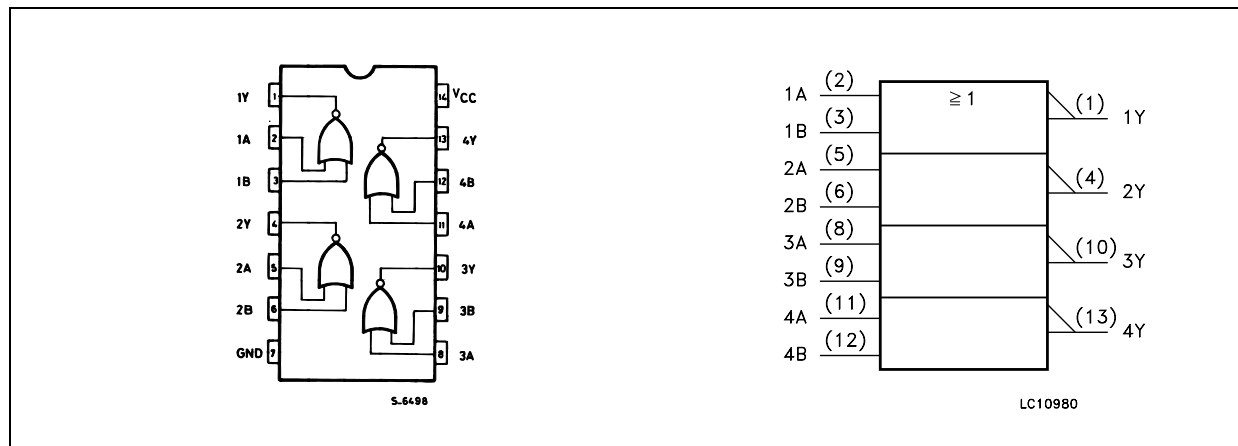 1Y 1 14 VCC
1A 2 13 4Y
1B 3 12 4B
2Y 4 11 4A
2A 5 10 3Y
2B 6 9 3B
GND 7 8 3A
S-6498
≧ 1
1A (2)
1B (3)
2A (5)
2B (6)
3A (8)
3B (9)
4A (11)
4B (12)
(1) 1Y
(4) 2Y
(10) 3Y
(13) 4Y
LC10980